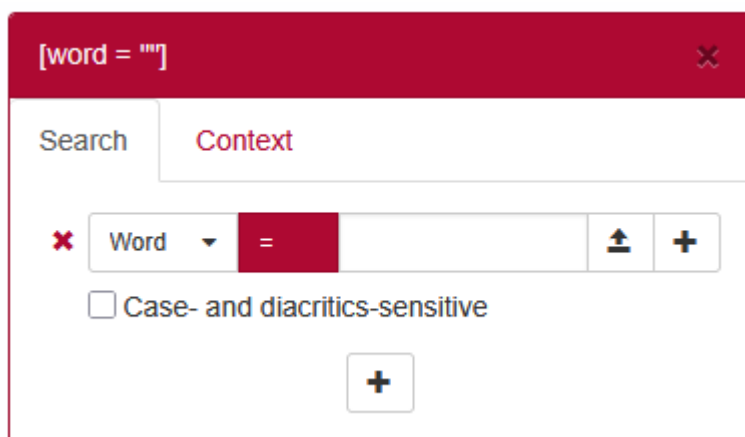 [word = ""]
Search Context
Word =
Case- and diacritics-sensitive